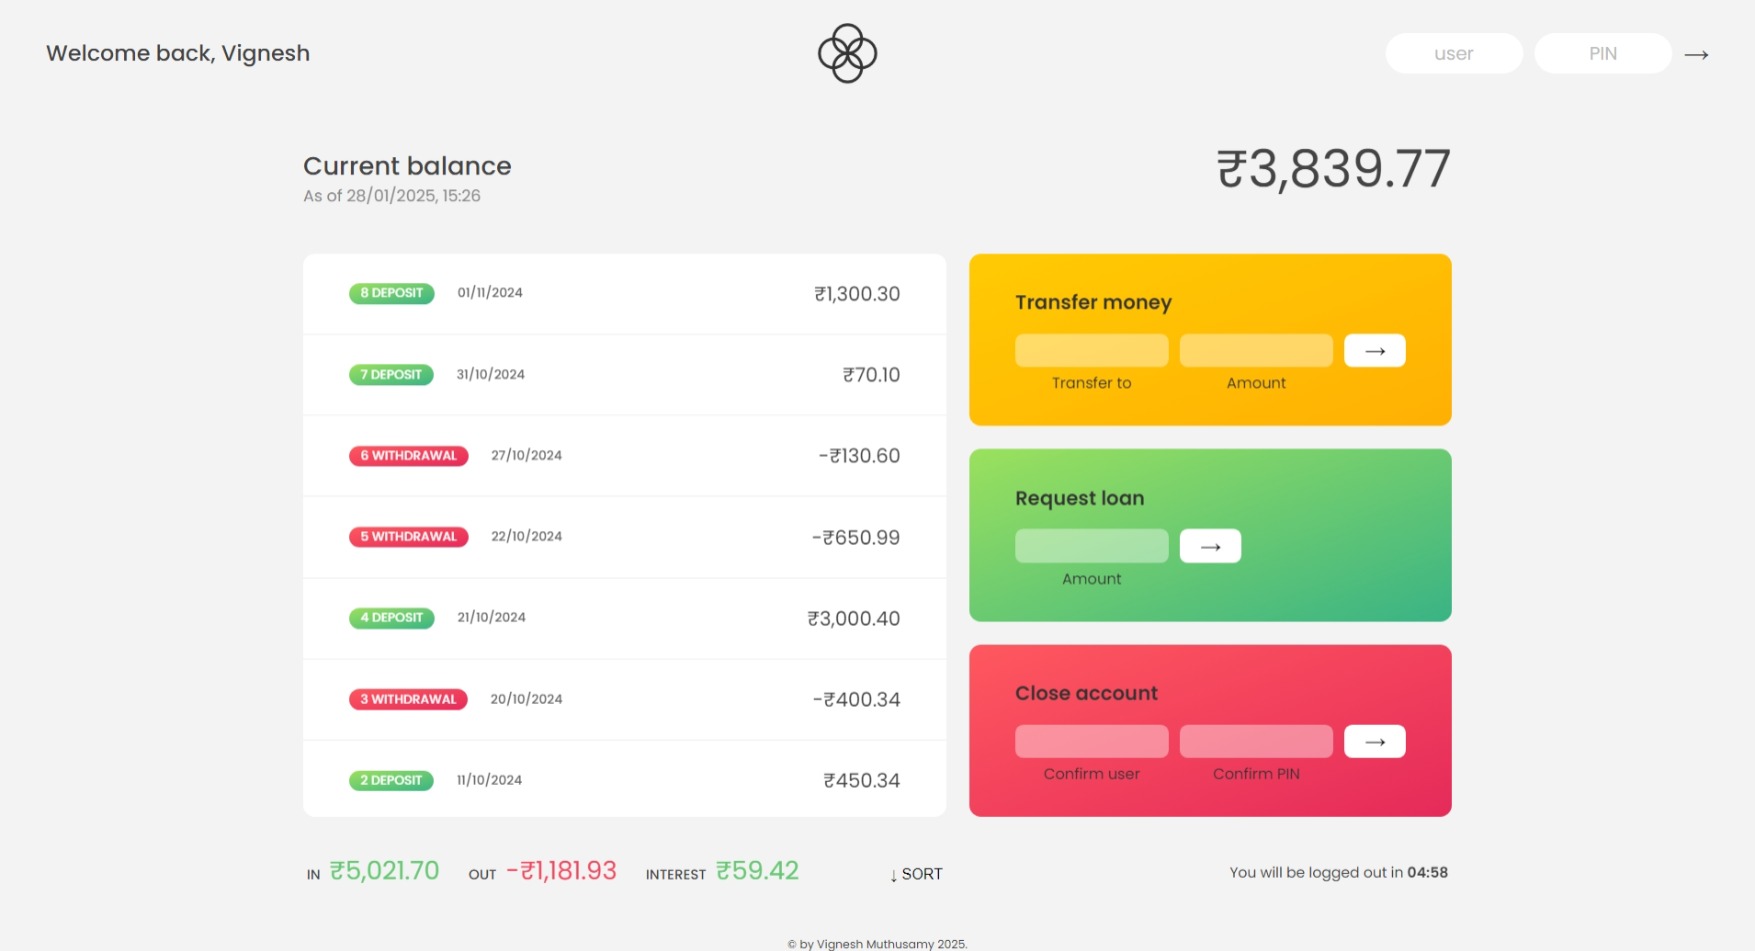 Welcome back, Vignesh
user PIN →
Current balance
As of 28/01/2025, 15:26
₹3,839.77
8 DEPOSIT 01/11/2024 ₹1,300.30
7 DEPOSIT 31/10/2024 ₹70.10
6 WITHDRAWAL 27/10/2024 -₹130.60
5 WITHDRAWAL 22/10/2024 -₹650.99
4 DEPOSIT 21/10/2024 ₹3,000.40
3 WITHDRAWAL 20/10/2024 -₹400.34
2 DEPOSIT 11/10/2024 ₹450.34
Transfer money
→
Transfer to Amount
Request loan
→
Amount
Close account
→
Confirm user Confirm PIN
IN ₹5,021.70 OUT -₹1,181.93 INTEREST ₹59.42 ↓ SORT
You will be logged out in 04:58
© by Vignesh Muthusamy 2025.